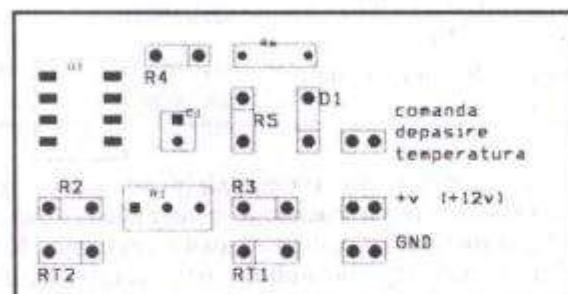 R4
R5
D1
comanda
depasire
temperatura
R2
R3
+v (+12v)
RT2
RT1
GND